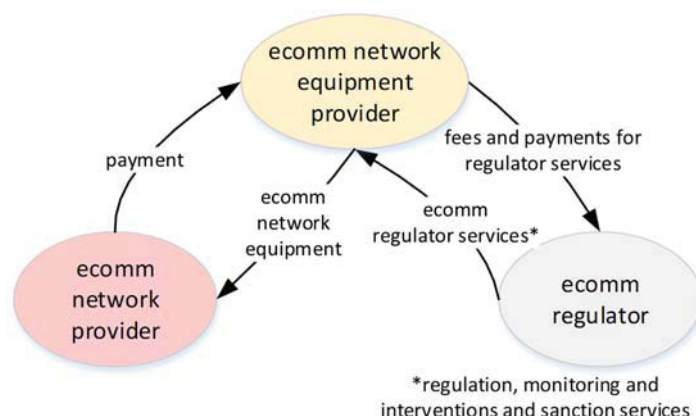 ecomm network
equipment
provider
payment
fees and payments for
regulator services
ecomm
network
equipment
ecomm
regulator services*
ecomm
network
provider
ecomm
regulator
*regulation, monitoring and
interventions and sanction services